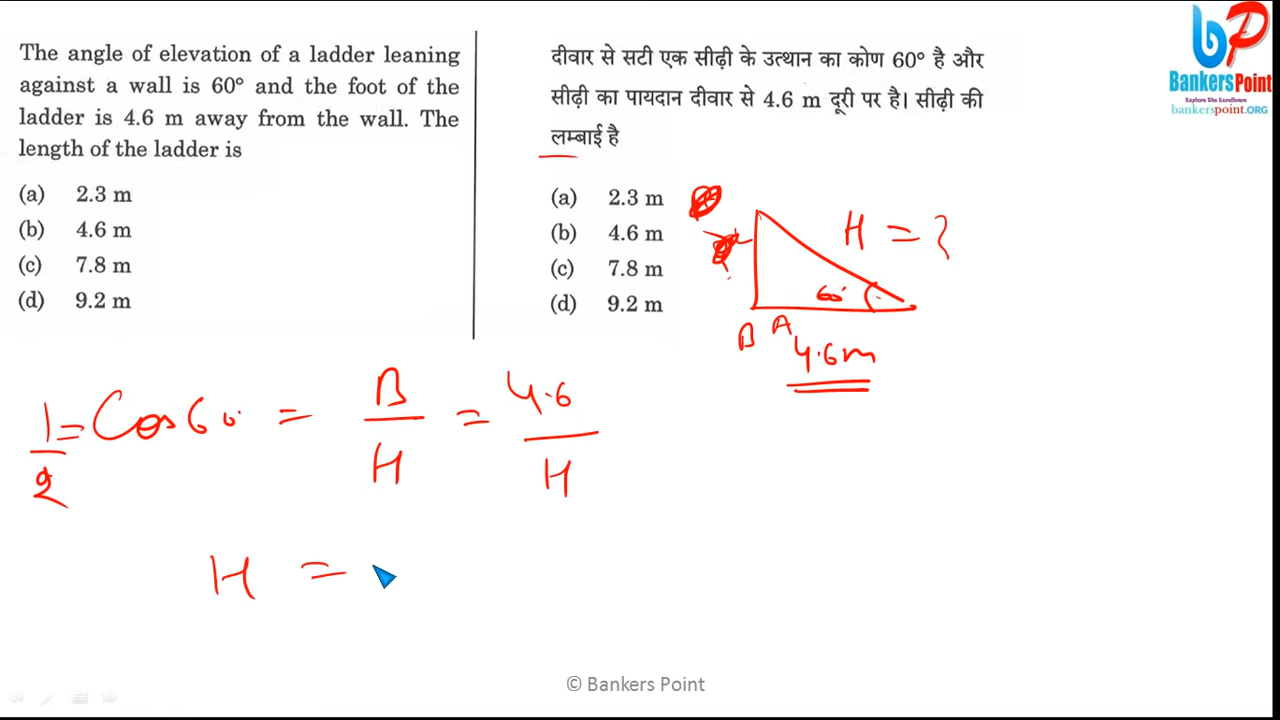 The angle of elevation of a ladder leaning
against a wall is 60° and the foot of the
ladder is 4.6 m away from the wall. The
length of the ladder is
(a) 2.3 m
(b) 4.6 m
(c) 7.8 m
(d) 9.2 m
दीवार से सटी एक सीढ़ी के उत्थान का कोण 60° है और
सीढ़ी का पायदान दीवार से 4.6 m दूरी पर है। सीढ़ी की
लम्बाई है
(a) 2.3 m
(b) 4.6 m
(c) 7.8 m
(d) 9.2 m
BankersPoint
Explore The Excellence
bankerspoint.ORG
H = ?
60°
B A
4.6m
1/2 = Cos 60° = B/H = 4.6/H
H =
© Bankers Point